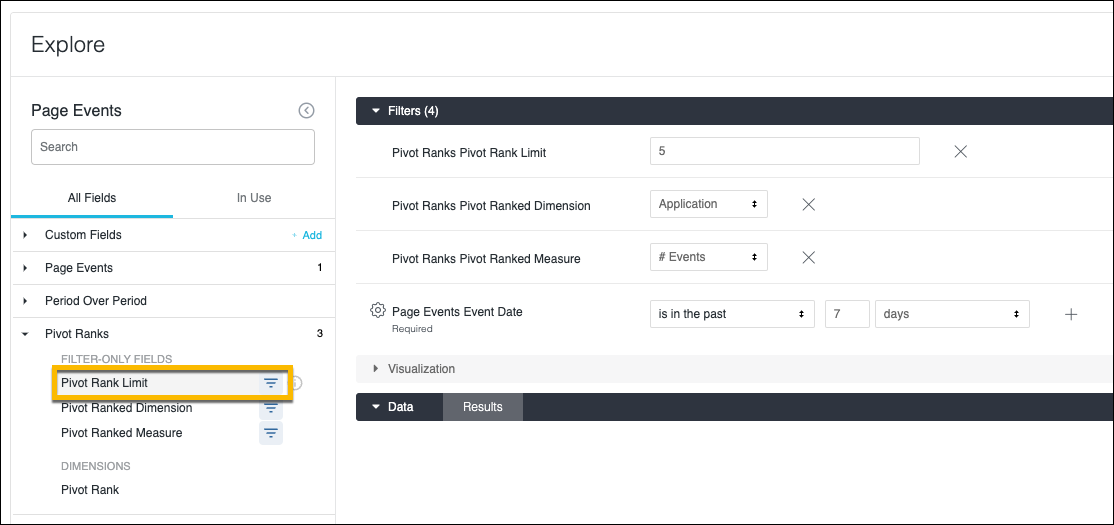 Explore
Page Events
Search
All Fields
In Use
Custom Fields
+ Add
Page Events
1
Period Over Period
Pivot Ranks
3
FILTER-ONLY FIELDS
Pivot Rank Limit
Pivot Ranked Dimension
Pivot Ranked Measure
DIMENSIONS
Pivot Rank
Filters (4)
Pivot Ranks Pivot Rank Limit
5
Pivot Ranks Pivot Ranked Dimension
Application
Pivot Ranks Pivot Ranked Measure
# Events
Page Events Event Date
Required
is in the past
7
days
Visualization
Data
Results